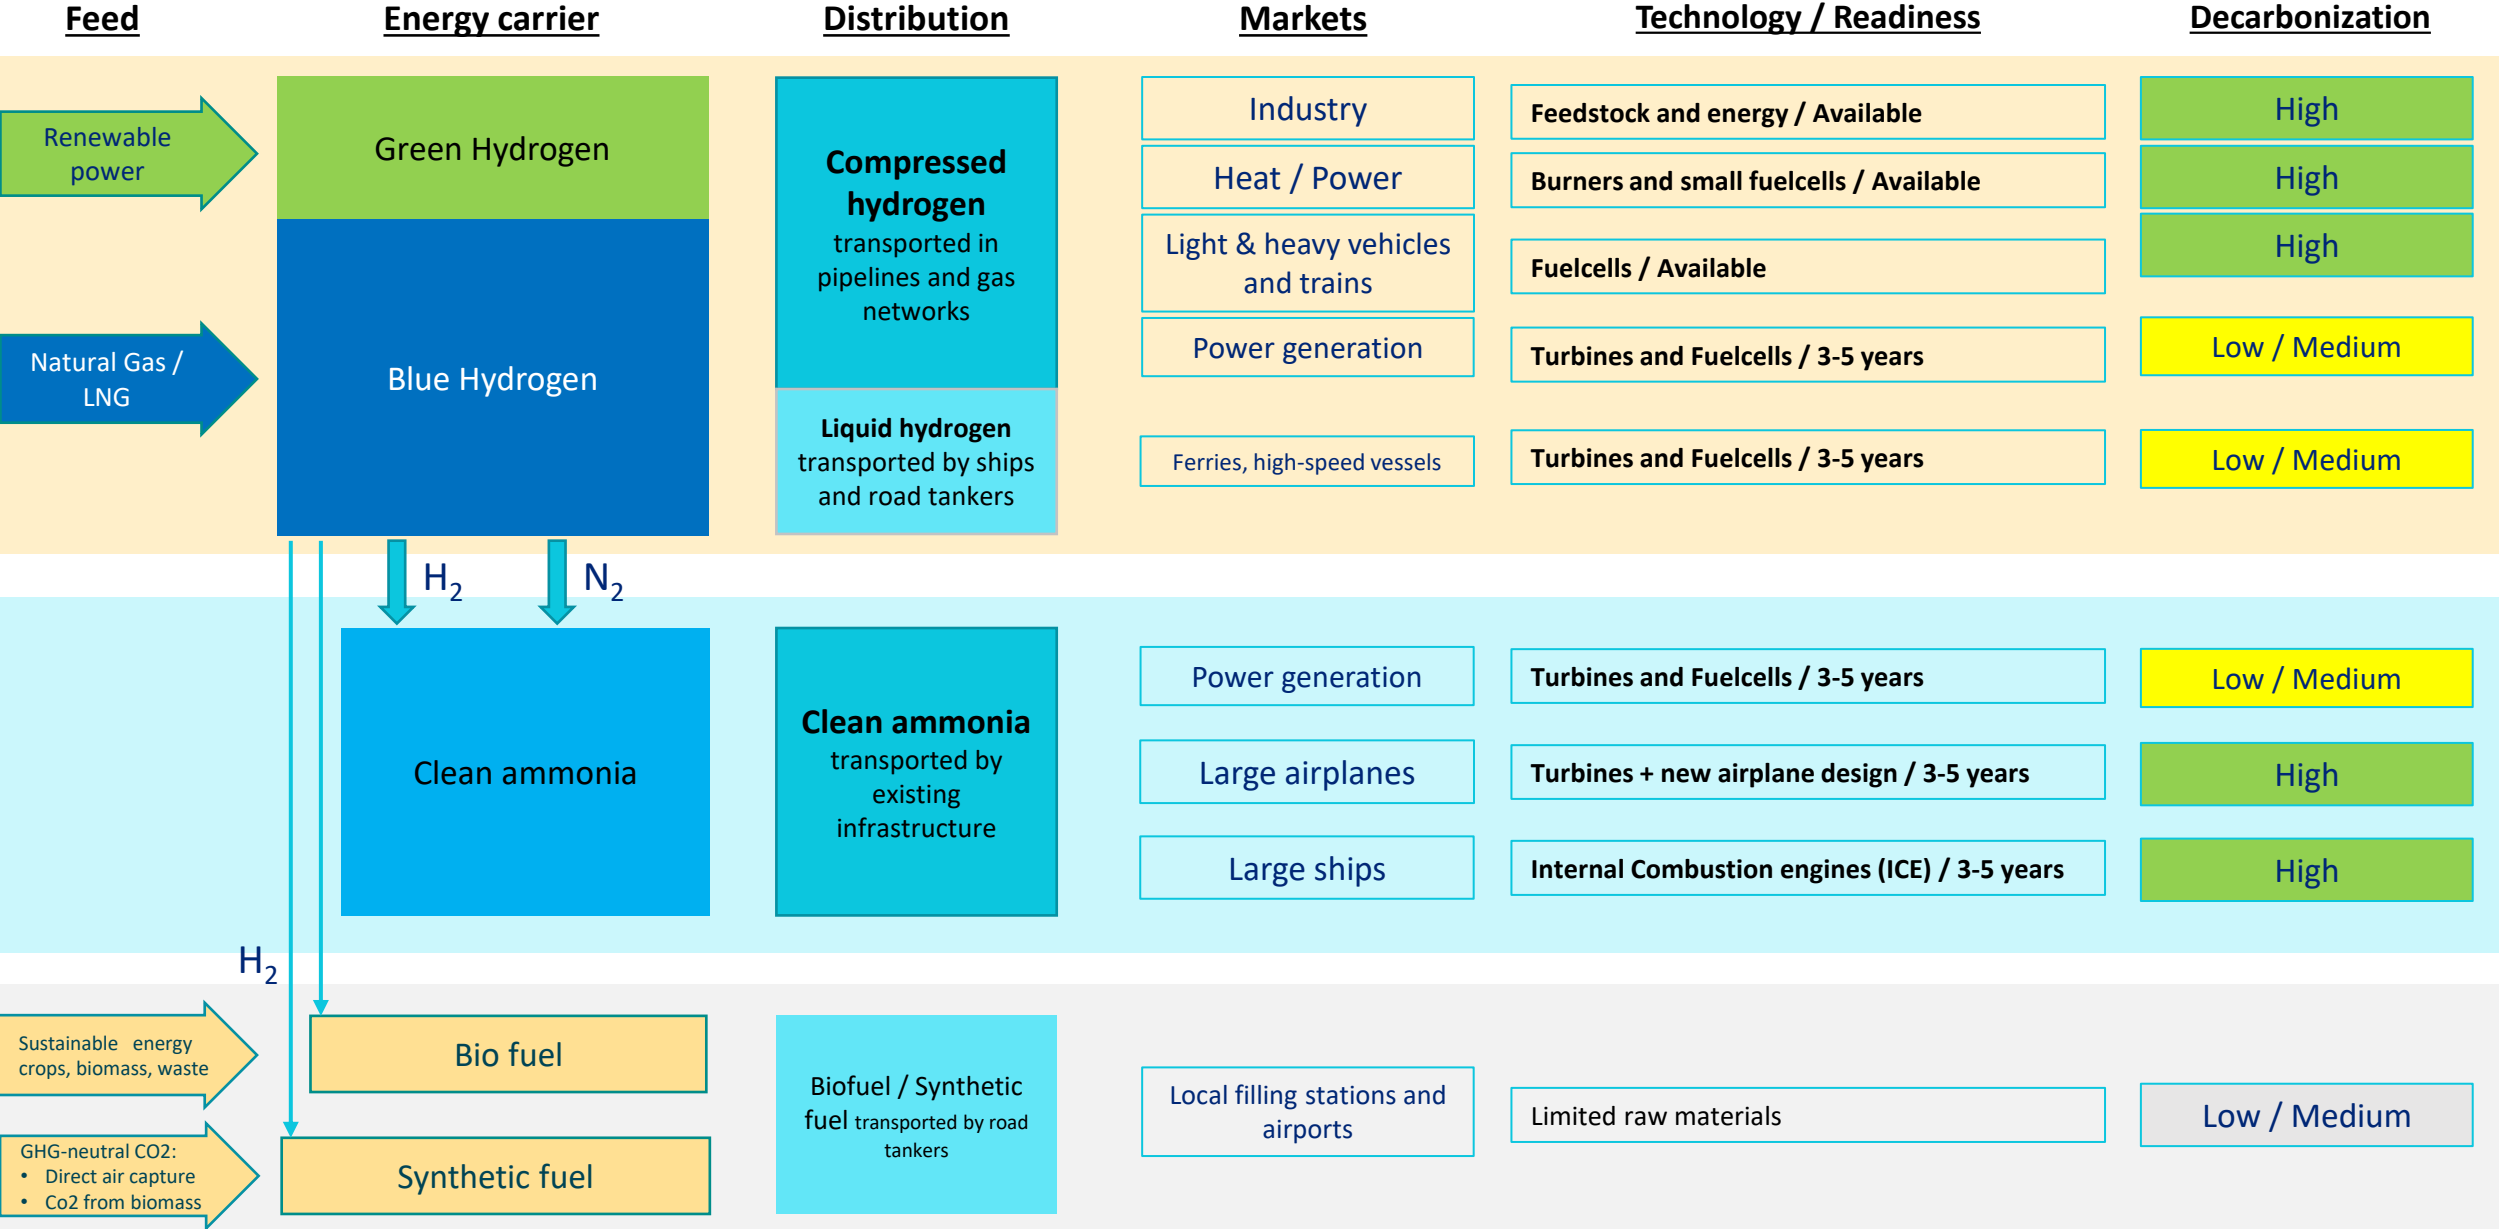 Feed
Energy carrier
Distribution
Markets
Technology / Readiness
Decarbonization
Renewable
power
Green Hydrogen
Natural Gas /
LNG
Blue Hydrogen
Compressed
hydrogen
transported in
pipelines and gas
networks
Liquid hydrogen
transported by ships
and road tankers
Industry
Feedstock and energy / Available
High
Heat / Power
Burners and small fuelcells / Available
High
Light & heavy vehicles
and trains
Fuelcells / Available
High
Power generation
Turbines and Fuelcells / 3-5 years
Low / Medium
Ferries, high-speed vessels
Turbines and Fuelcells / 3-5 years
Low / Medium
H2
N2
Clean ammonia
Clean ammonia
transported by
existing
infrastructure
Power generation
Turbines and Fuelcells / 3-5 years
Low / Medium
Large airplanes
Turbines + new airplane design / 3-5 years
High
Large ships
Internal Combustion engines (ICE) / 3-5 years
High
H2
Sustainable energy
crops, biomass, waste
Bio fuel
GHG-neutral CO2:
• Direct air capture
• Co2 from biomass
Synthetic fuel
Biofuel / Synthetic
fuel transported by road
tankers
Local filling stations and
airports
Limited raw materials
Low / Medium